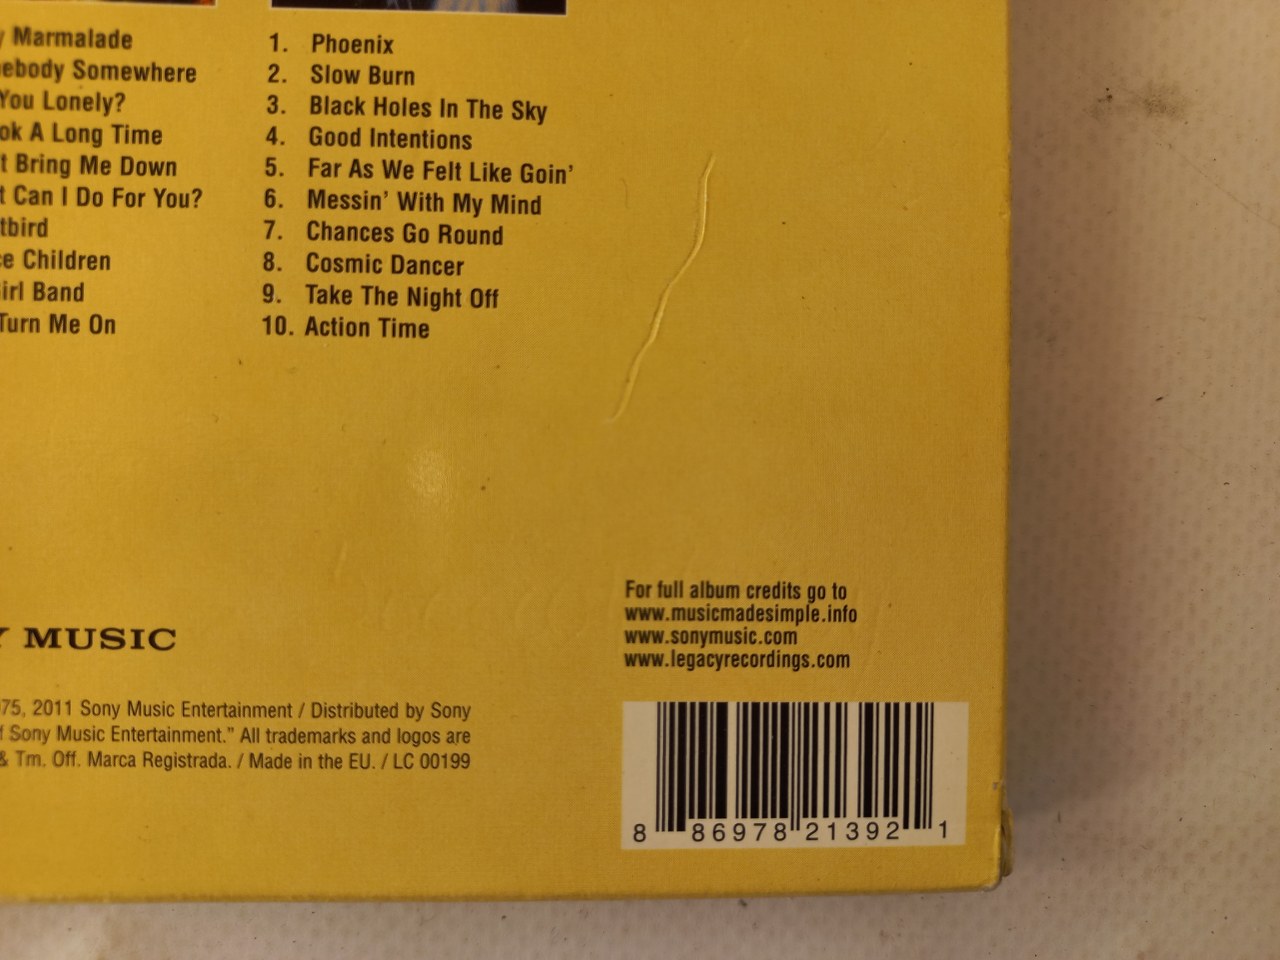 Marmalade
Somewhere
You Lonely?
A Long Time
Bring Me Down
Can I Do For You?
Children
Band
Turn Me On
1. Phoenix
2. Slow Burn
3. Black Holes In The Sky
4. Good Intentions
5. Far As We Felt Like Goin'
6. Messin' With My Mind
7. Chances Go Round
8. Cosmic Dancer
9. Take The Night Off
10. Action Time
MUSIC
75, 2011 Sony Music Entertainment / Distributed by Sony
Sony Music Entertainment.” All trademarks and logos are
& Tm. Off. Marca Registrada. / Made in the EU. / LC 00199
For full album credits go to
www.musicmadesimple.info
www.sonymusic.com
www.legacyrecordings.com
8 86978 21392 1